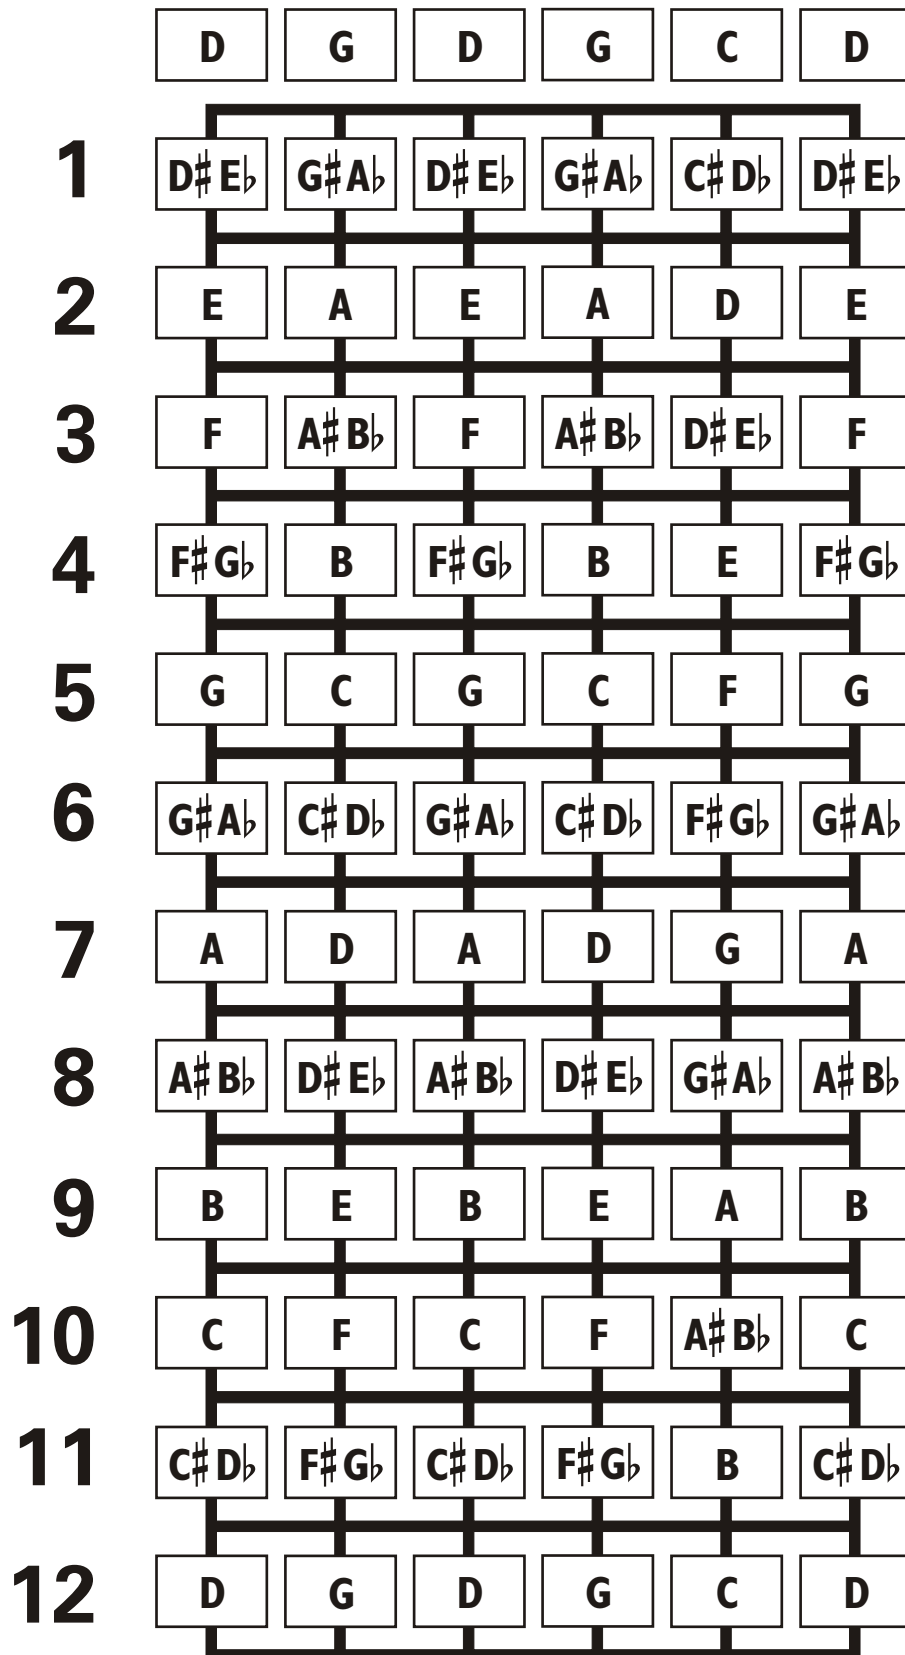 D G D G C D
1 D♯E♭ G♯A♭ D♯E♭ G♯A♭ C♯D♭ D♯E♭
2 E A E A D E
3 F A♯B♭ F A♯B♭ D♯E♭ F
4 F♯G♭ B F♯G♭ B E F♯G♭
5 G C G C F G
6 G♯A♭ C♯D♭ G♯A♭ C♯D♭ F♯G♭ G♯A♭
7 A D A D G A
8 A♯B♭ D♯E♭ A♯B♭ D♯E♭ G♯A♭ A♯B♭
9 B E B E A B
10 C F C F A♯B♭ C
11 C♯D♭ F♯G♭ C♯D♭ F♯G♭ B C♯D♭
12 D G D G C D